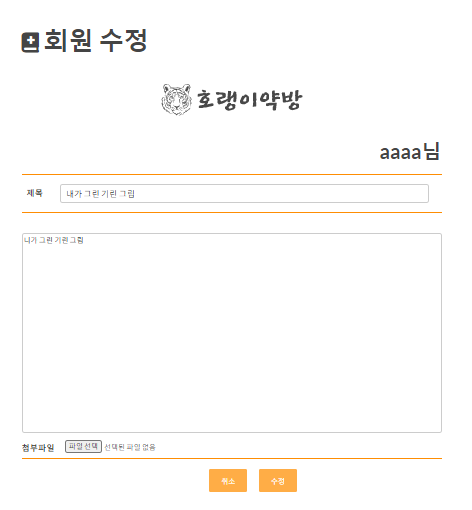 회원 수정
호랭이약방
aaaa님
제목 내가 그린 기린 그림
니가 그린 기린 그림
첨부파일 파일 선택 선택된 파일 없음
취소 수정